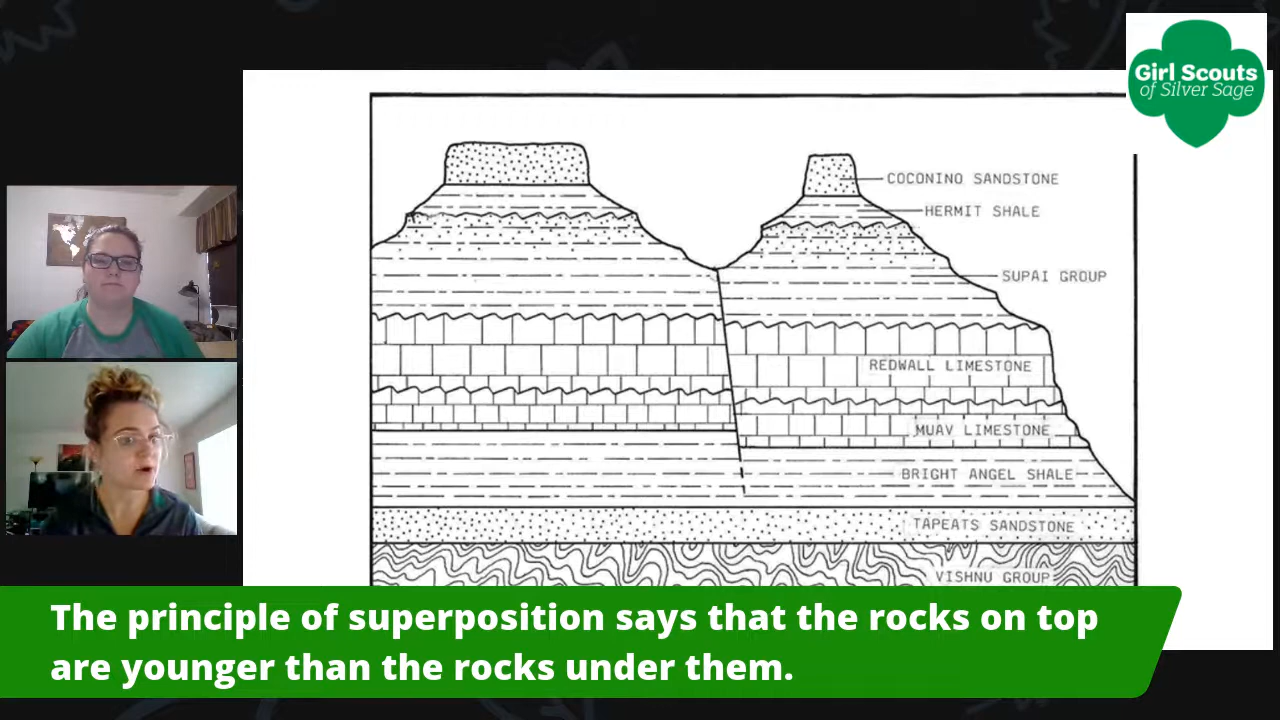 Girl Scouts
of Silver Sage
COCONINO SANDSTONE
HERMIT SHALE
SUPAI GROUP
REDWALL LIMESTONE
MUAV LIMESTONE
BRIGHT ANGEL SHALE
TAPEATS SANDSTONE
VISHNU GROUP
The principle of superposition says that the rocks on top
are younger than the rocks under them.